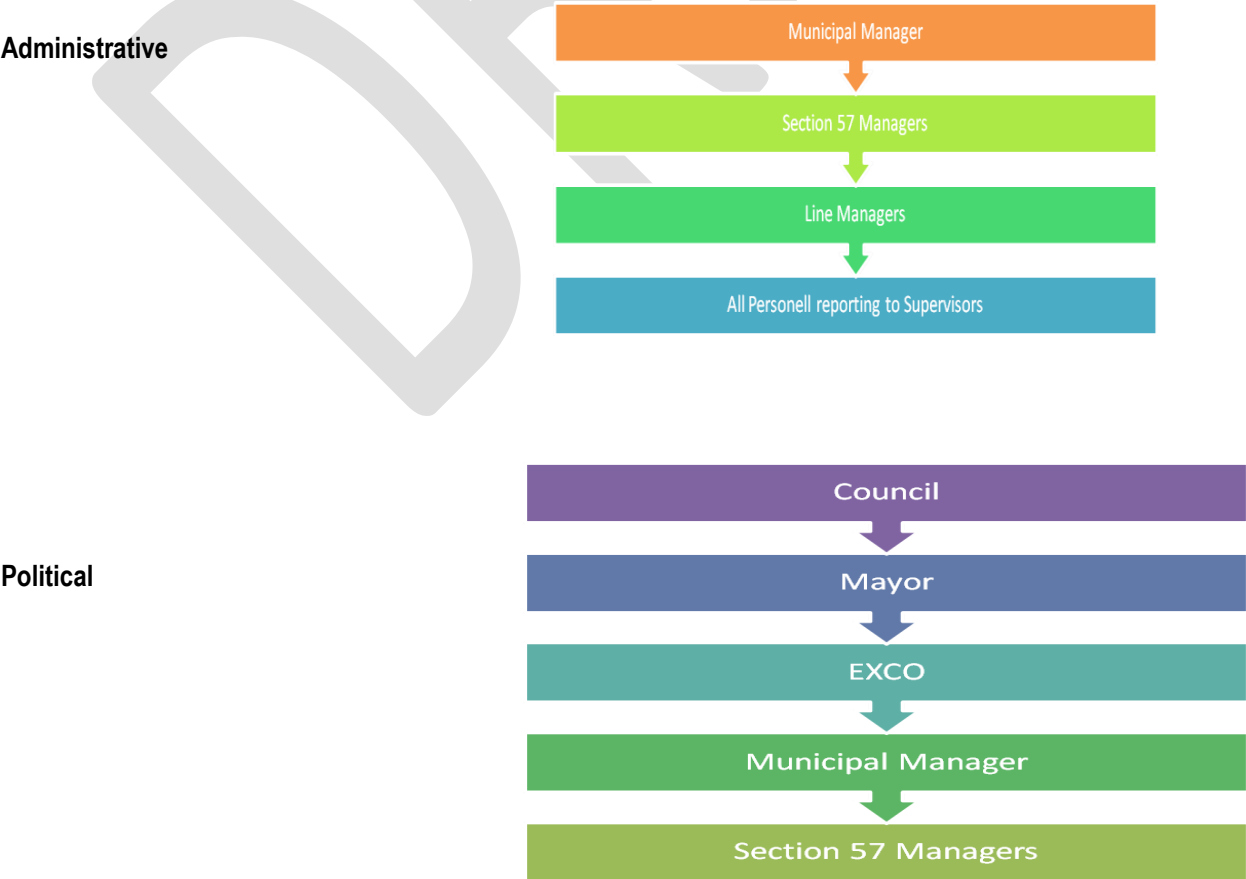 Administrative
Municipal Manager
Section 57 Managers
Line Managers
All Personell reporting to Supervisors
Political
Council
Mayor
EXCO
Municipal Manager
Section 57 Managers